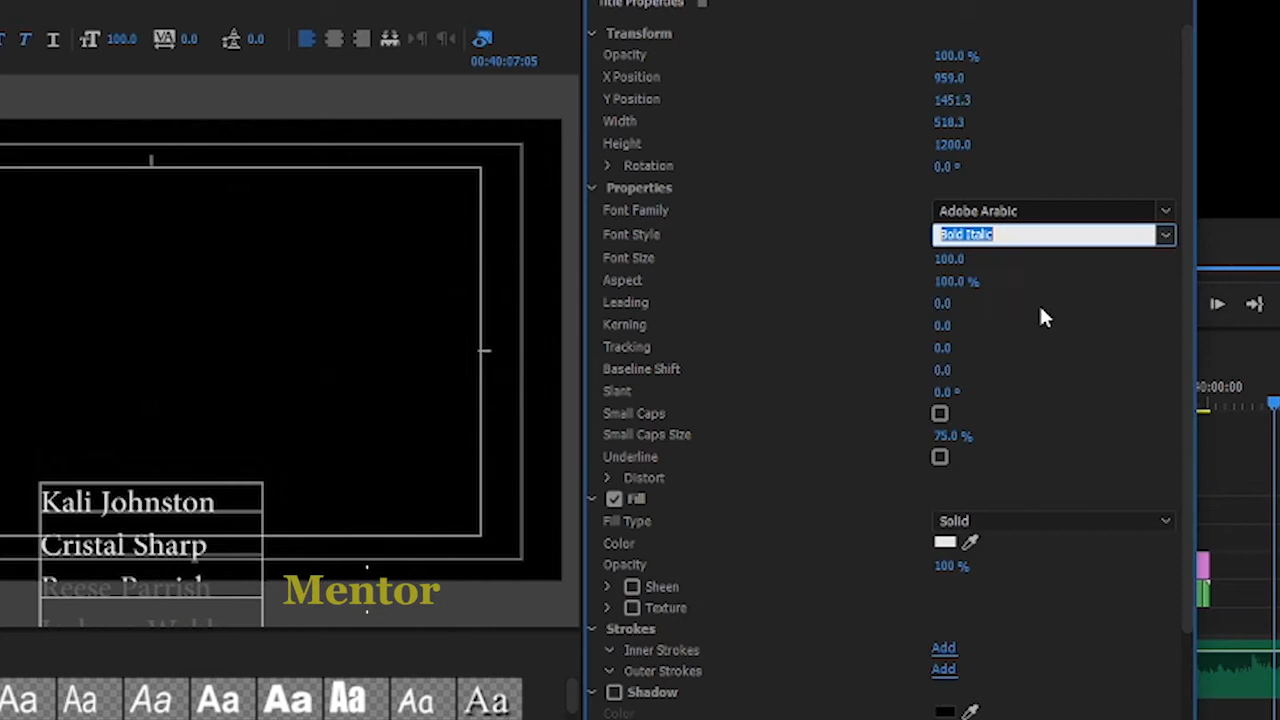 Title Properties
T T 100.0 VA 0.0 0.0
00:40:07:05
Transform
Opacity 100.0 %
X Position 959.0
Y Position 1451.3
Width 518.3
Height 1200.0
Rotation 0.0 °
Properties
Font Family Adobe Arabic
Font Style Bold Italic
Font Size 100.0
Aspect 100.0 %
Leading 0.0
Kerning 0.0
Tracking 0.0
Baseline Shift 0.0
Slant 0.0 °
Small Caps
Small Caps Size 75.0 %
Underline
Distort
Fill
Fill Type Solid
Color
Opacity 100 %
Sheen
Texture
Strokes
Inner Strokes Add
Outer Strokes Add
Shadow
Color
Kali Johnston
Cristal Sharp
Reese Parrish
Mentor
Aa Aa Aa Aa Aa Aa Aa Aa
40:00:00